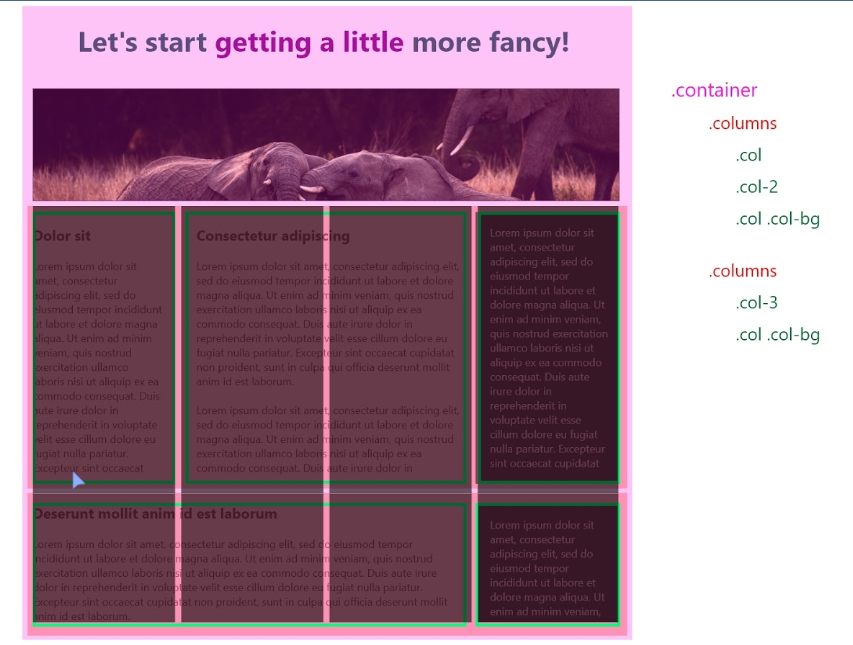 Let's start getting a little more fancy!
.container
.columns
.col
.col-2
.col .col-bg
.columns
.col-3
.col .col-bg
Dolor sit
Lorem ipsum dolor sit
amet, consectetur
adipiscing elit, sed do
eiusmod tempor incididunt
ut labore et dolore magna
aliqua. Ut enim ad minim
veniam, quis nostrud
exercitation ullamco
laboris nisi ut aliquip ex ea
commodo consequat. Duis
aute irure dolor in
reprehenderit in voluptate
velit esse cillum dolore eu
fugiat nulla pariatur.
Excepteur sint occaecat
Consectetur adipiscing
Lorem ipsum dolor sit amet, consectetur adipiscing elit,
sed do eiusmod tempor incididunt ut labore et dolore
magna aliqua. Ut enim ad minim veniam, quis nostrud
exercitation ullamco laboris nisi ut aliquip ex ea
commodo consequat. Duis aute irure dolor in
reprehenderit in voluptate velit esse cillum dolore eu
fugiat nulla pariatur. Excepteur sint occaecat cupidatat
non proident, sunt in culpa qui officia deserunt mollit
anim id est laborum.
Lorem ipsum dolor sit amet, consectetur adipiscing elit,
sed do eiusmod tempor incididunt ut labore et dolore
magna aliqua. Ut enim ad minim veniam, quis nostrud
exercitation ullamco laboris nisi ut aliquip ex ea
commodo consequat. Duis aute irure dolor in
Lorem ipsum dolor sit
amet, consectetur
adipiscing elit, sed do
eiusmod tempor
incididunt ut labore et
dolore magna aliqua. Ut
enim ad minim veniam,
quis nostrud exercitation
ullamco laboris nisi ut
aliquip ex ea commodo
consequat. Duis aute
irure dolor in
reprehenderit in
voluptate velit esse
cillum dolore eu fugiat
nulla pariatur. Excepteur
sint occaecat cupidatat
Deserunt mollit anim id est laborum
Lorem ipsum dolor sit amet, consectetur adipiscing elit, sed do eiusmod tempor
incididunt ut labore et dolore magna aliqua. Ut enim ad minim veniam, quis nostrud
exercitation ullamco laboris nisi ut aliquip ex ea commodo consequat. Duis aute irure
dolor in reprehenderit in voluptate velit esse cillum dolore eu fugiat nulla pariatur.
Excepteur sint occaecat cupidatat non proident, sunt in culpa qui officia deserunt mollit
anim id est laborum.
Lorem ipsum dolor sit
amet, consectetur
adipiscing elit, sed do
eiusmod tempor
incididunt ut labore et
dolore magna aliqua. Ut
enim ad minim veniam,